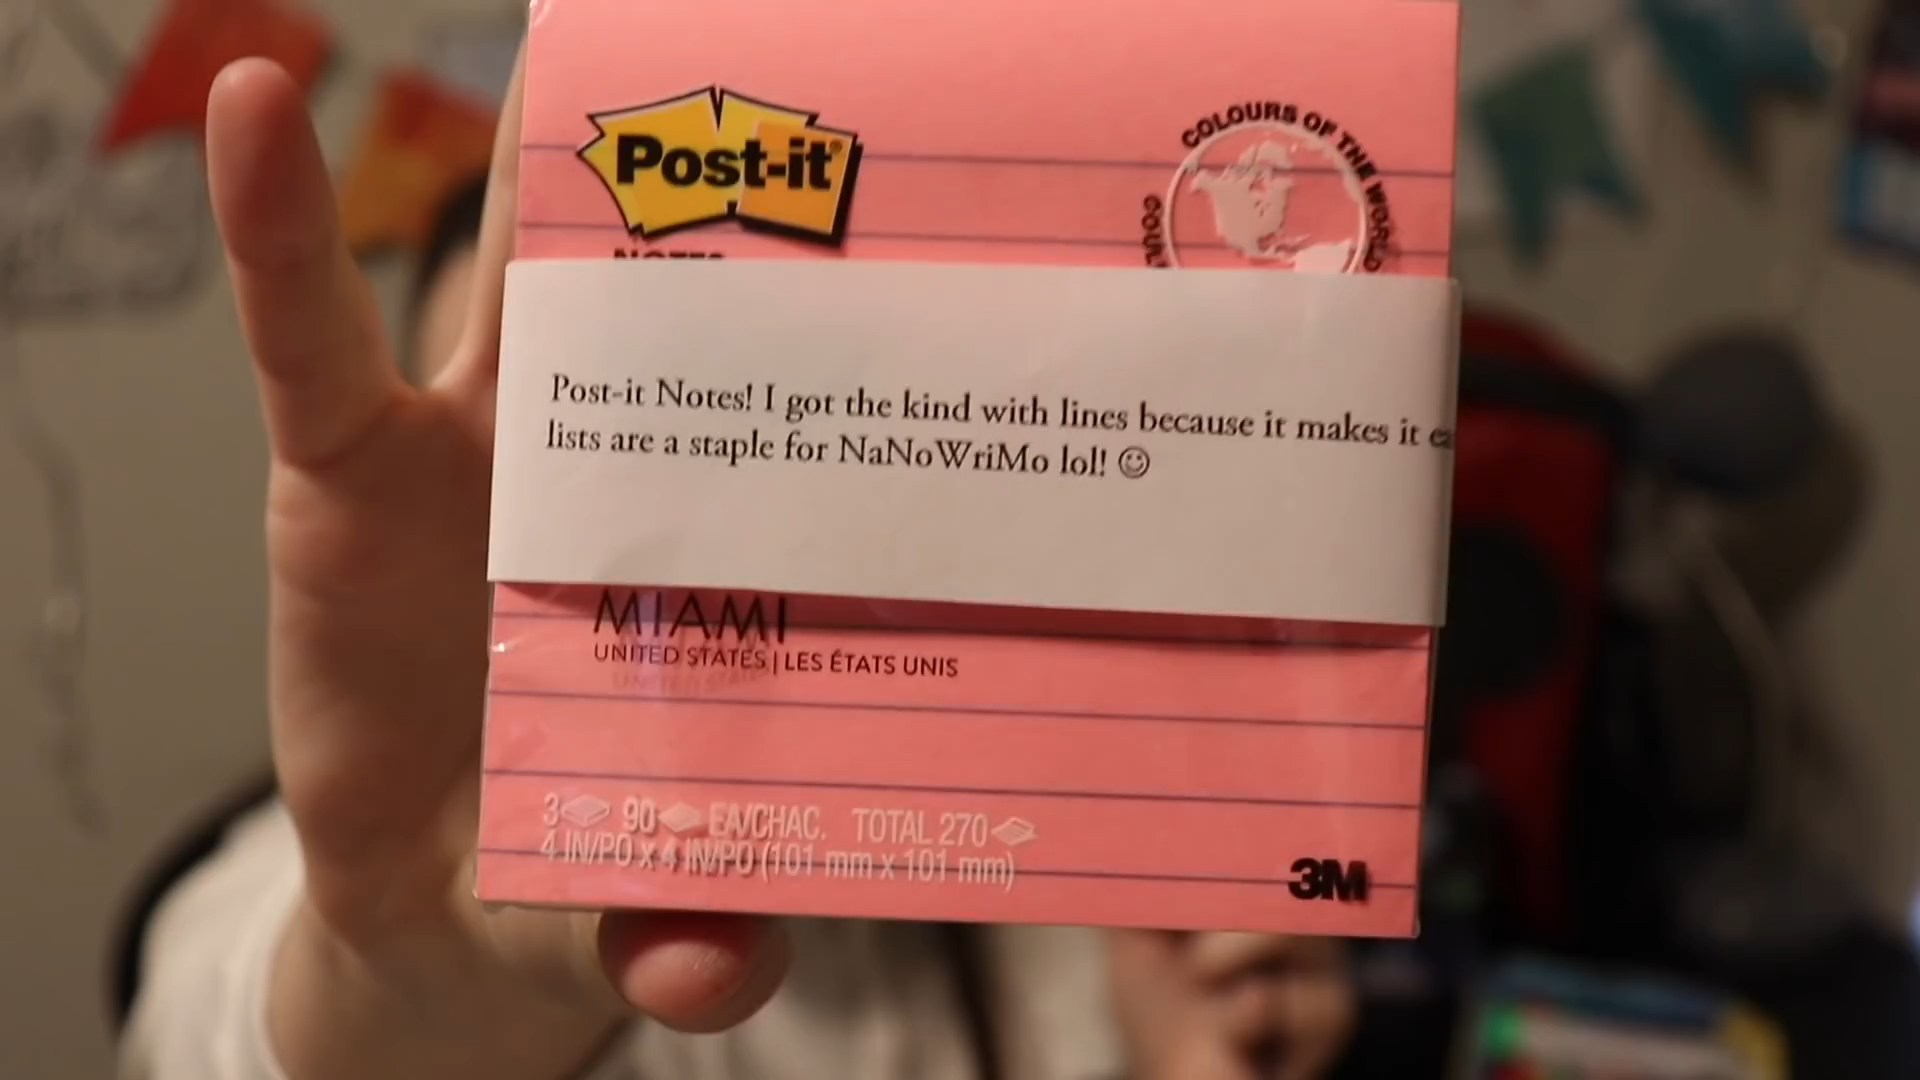 Post-it®
COLOURS OF THE WORLD
NOTES
Post-it Notes! I got the kind with lines because it makes it
lists are a staple for NaNoWriMo lol! ☺
MIAMI
UNITED STATES | LES ÉTATS UNIS
3 90 EA/CHAC. TOTAL 270
4 IN/PO x 4 IN/PO (101 mm x 101 mm)
3M